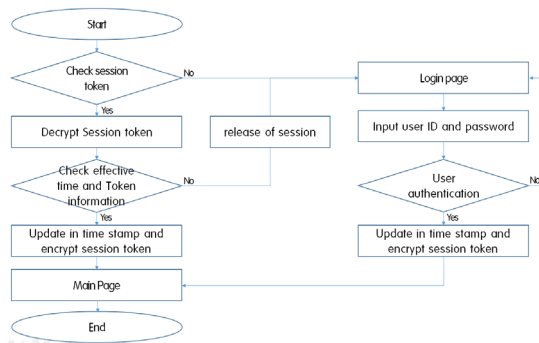 Start
Check session
token
No
Yes
Decrypt Session token
Check effective
time and Token
information
No
Yes
Update in time stamp and
encrypt session token
Main Page
End
release of session
Login page
Input user ID and password
User
authentication
No
Yes
Update in time stamp and
encrypt session token